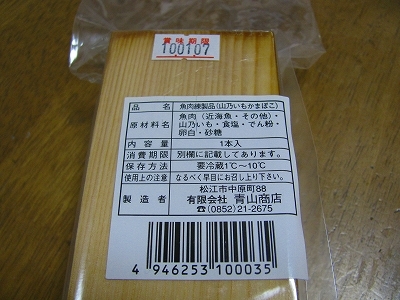 賞味期限
100107
品名 魚肉練製品(山乃いもかまぼこ)
原材料名 魚肉(近海魚・その他)・
山乃いも・食塩・でん粉・
卵白・砂糖
内容量 1本入
消費期限 別欄に記載してあります。
保存方法 要冷蔵1℃~10℃
使用上の注意 なるべく早目にお召し上り下さい。
製造者 松江市中原町88
有限会社 青山商店
☎(0852)21-2675
4 946253 100035